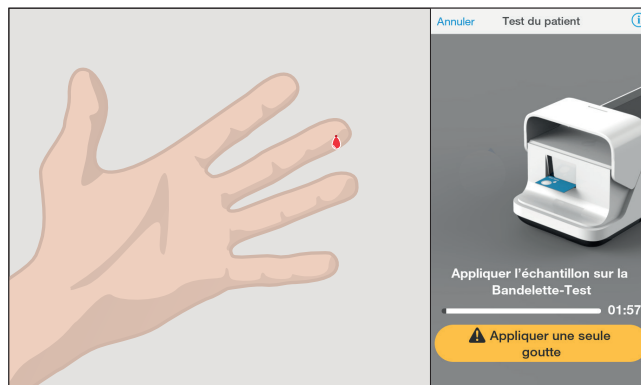 Annuler
Test du patient
Appliquer l'échantillon sur la
Bandelette-Test
01:57
Appliquer une seule
goutte